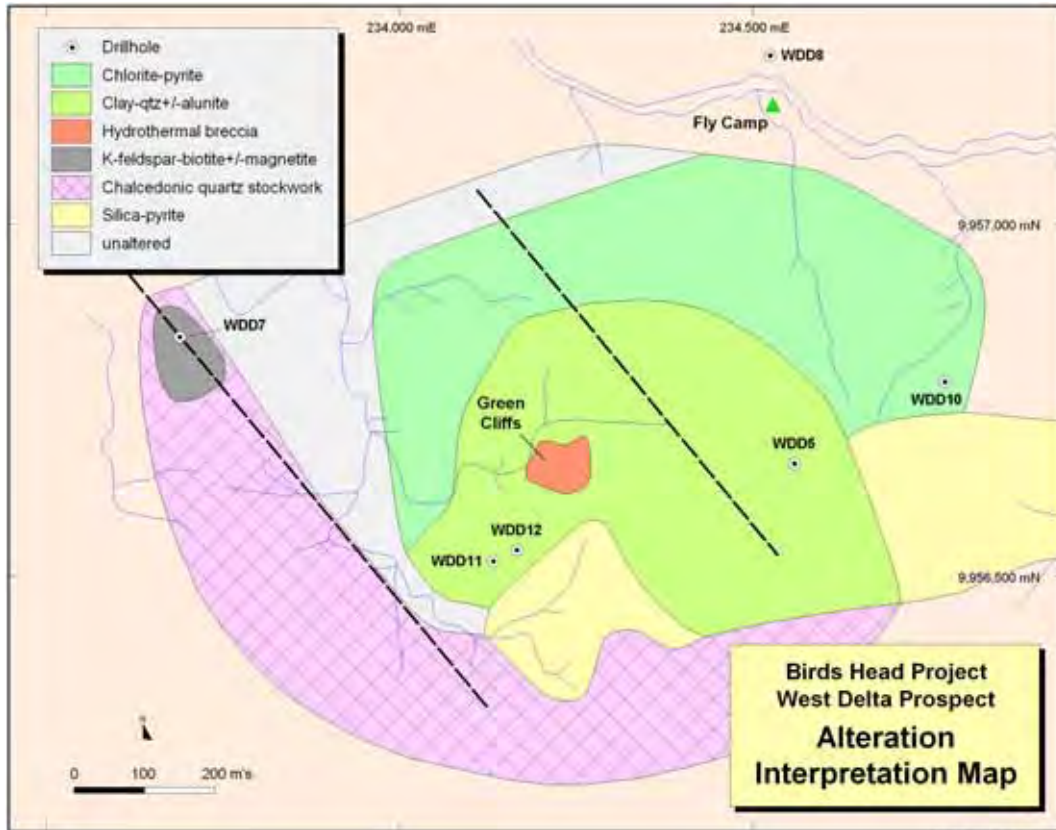 234.000 mE
234.500 mE
Drillhole
Chlorite-pyrite
Clay-qtz+/-alunite
Hydrothermal breccia
K-feldspar-biotite+/-magnetite
Chalcedonic quartz stockwork
Silica-pyrite
unaltered
WDD8
Fly Camp
9,957,000 mN
WDD7
WDD10
Green
Cliffs
WDD5
WDD12
WDD11
9,956,500 mN
Birds Head Project
West Delta Prospect
Alteration
Interpretation Map
0 100 200 m's